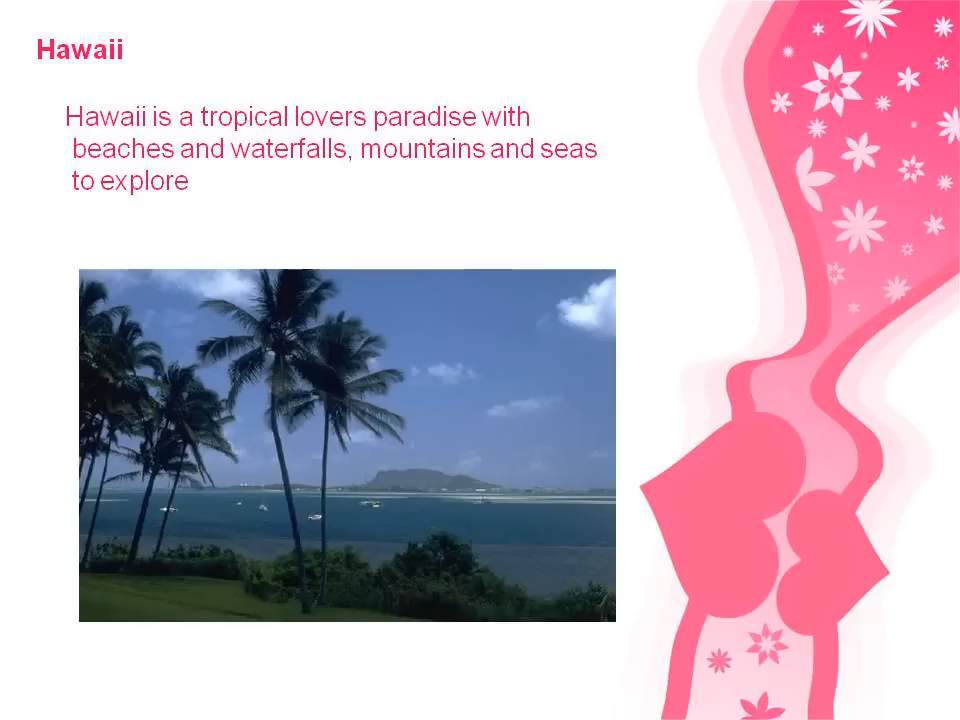 Hawaii
Hawaii is a tropical lovers paradise with
beaches and waterfalls, mountains and seas
to explore